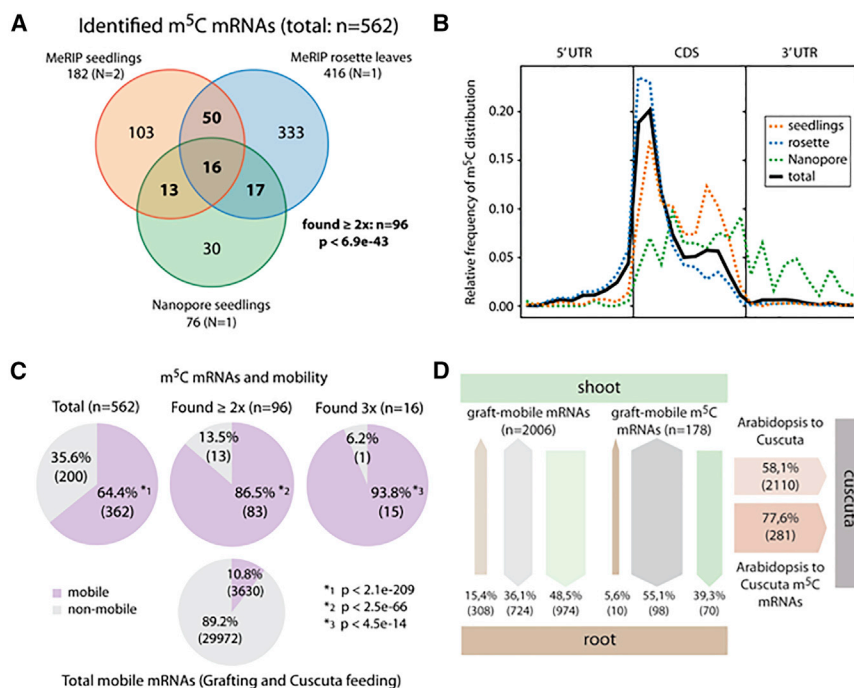 A
Identified m⁵C mRNAs (total: n=562)
MeRIP seedlings
182 (N=2)
MeRIP rosette leaves
416 (N=1)
103
50
333
16
13
17
30
found ≥ 2x: n=96
p < 6.9e-43
Nanopore seedlings
76 (N=1)
B
5' UTR
CDS
3' UTR
Relative frequency of m⁵C distribution
0.20
0.15
0.10
0.05
0.00
seedlings
rosette
Nanopore
total
C
m⁵C mRNAs and mobility
Total (n=562)
Found ≥ 2x (n=96)
Found 3x (n=16)
35.6%
(200)
64.4% *1
(362)
13.5%
(13)
86.5% *2
(83)
6.2%
(1)
93.8% *3
(15)
mobile
non-mobile
10.8%
(3630)
89.2%
(29972)
*1 p < 2.1e-209
*2 p < 2.5e-66
*3 p < 4.5e-14
Total mobile mRNAs (Grafting and Cuscuta feeding)
D
shoot
graft-mobile mRNAs
(n=2006)
graft-mobile m⁵C
mRNAs (n=178)
15,4%
(308)
36,1%
(724)
48,5%
(974)
5,6%
(10)
55,1%
(98)
39,3%
(70)
root
Arabidopsis to
Cuscuta
58,1%
(2110)
77,6%
(281)
Arabidopsis to
Cuscuta m⁵C
mRNAs
cuscuta